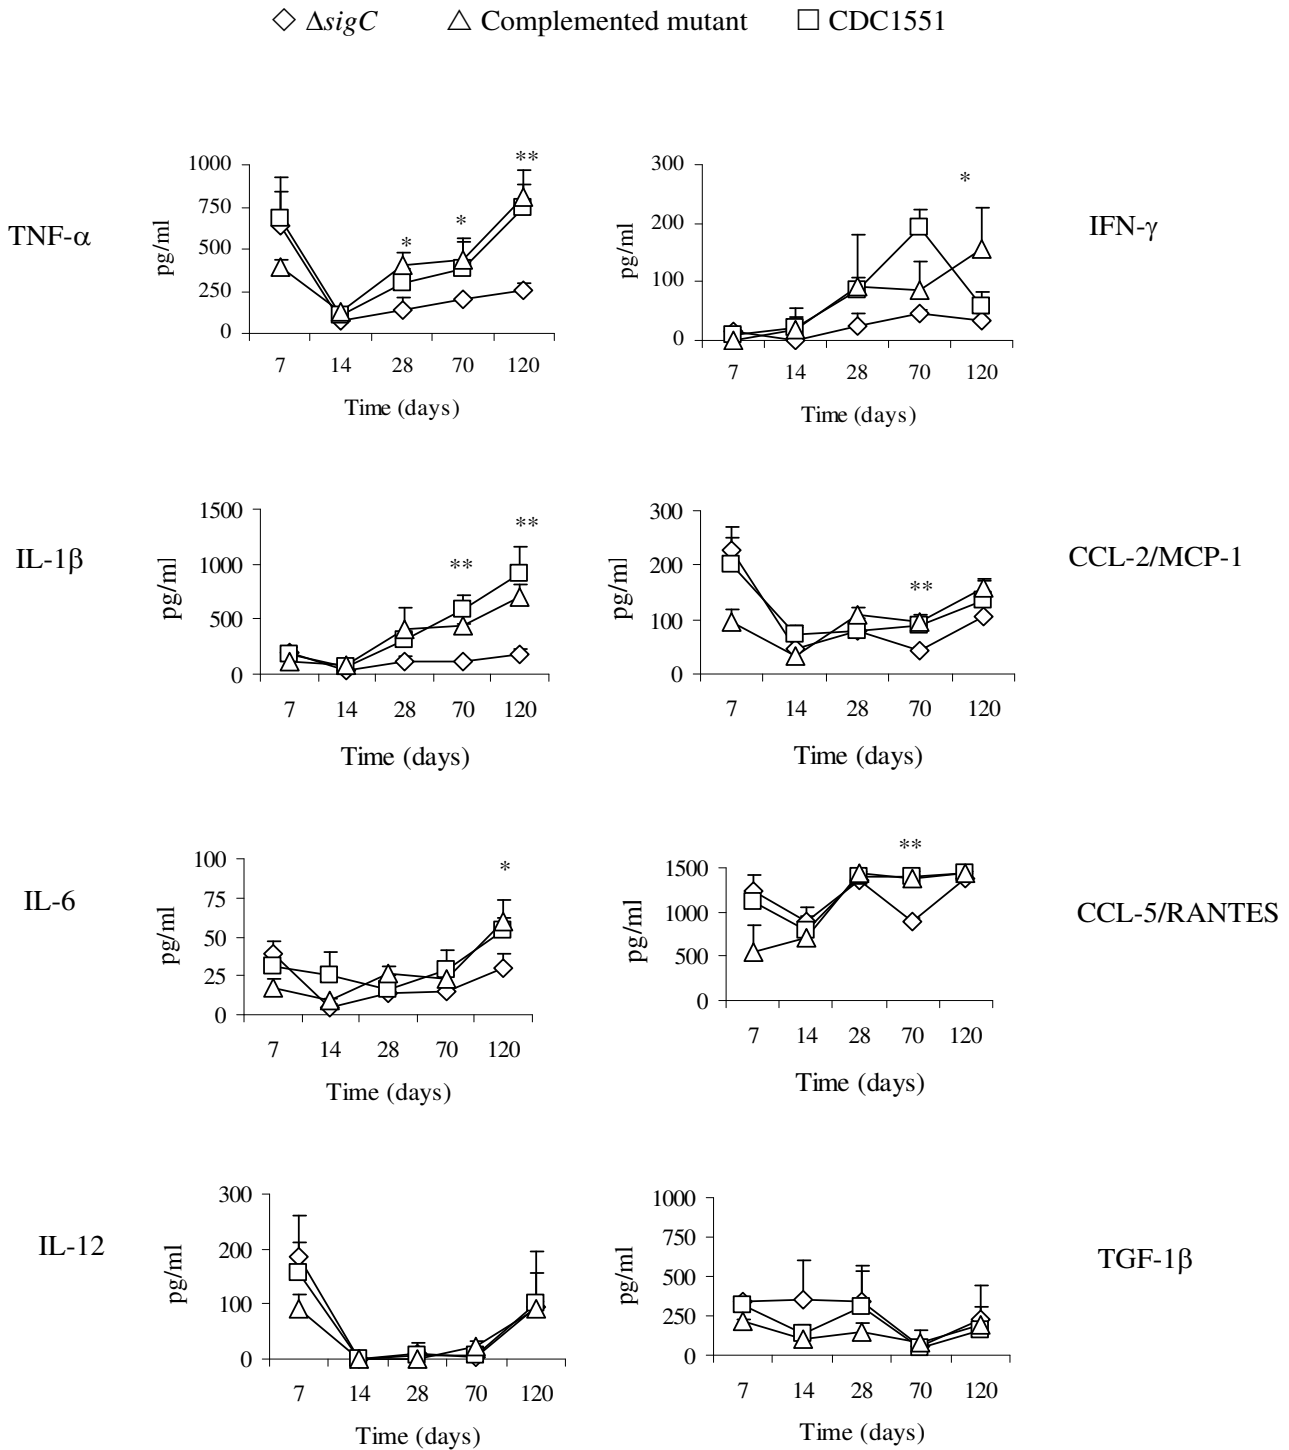 ΔsigC Complemented mutant CDC1551
TNF-α
pg/ml
1000
750
500
250
0
* * **
7 14 28 70 120
Time (days)
IFN-γ
pg/ml
300
200
100
0
*
7 14 28 70 120
Time (days)
IL-1β
pg/ml
1500
1000
500
0
** **
7 14 28 70 120
Time (days)
CCL-2/MCP-1
pg/ml
300
200
100
0
**
7 14 28 70 120
Time (days)
IL-6
pg/ml
100
75
50
25
0
*
7 14 28 70 120
Time (days)
CCL-5/RANTES
pg/ml
1500
1000
500
0
**
7 14 28 70 120
Time (days)
IL-12
pg/ml
300
200
100
0
7 14 28 70 120
Time (days)
TGF-1β
pg/ml
1000
750
500
250
0
7 14 28 70 120
Time (days)